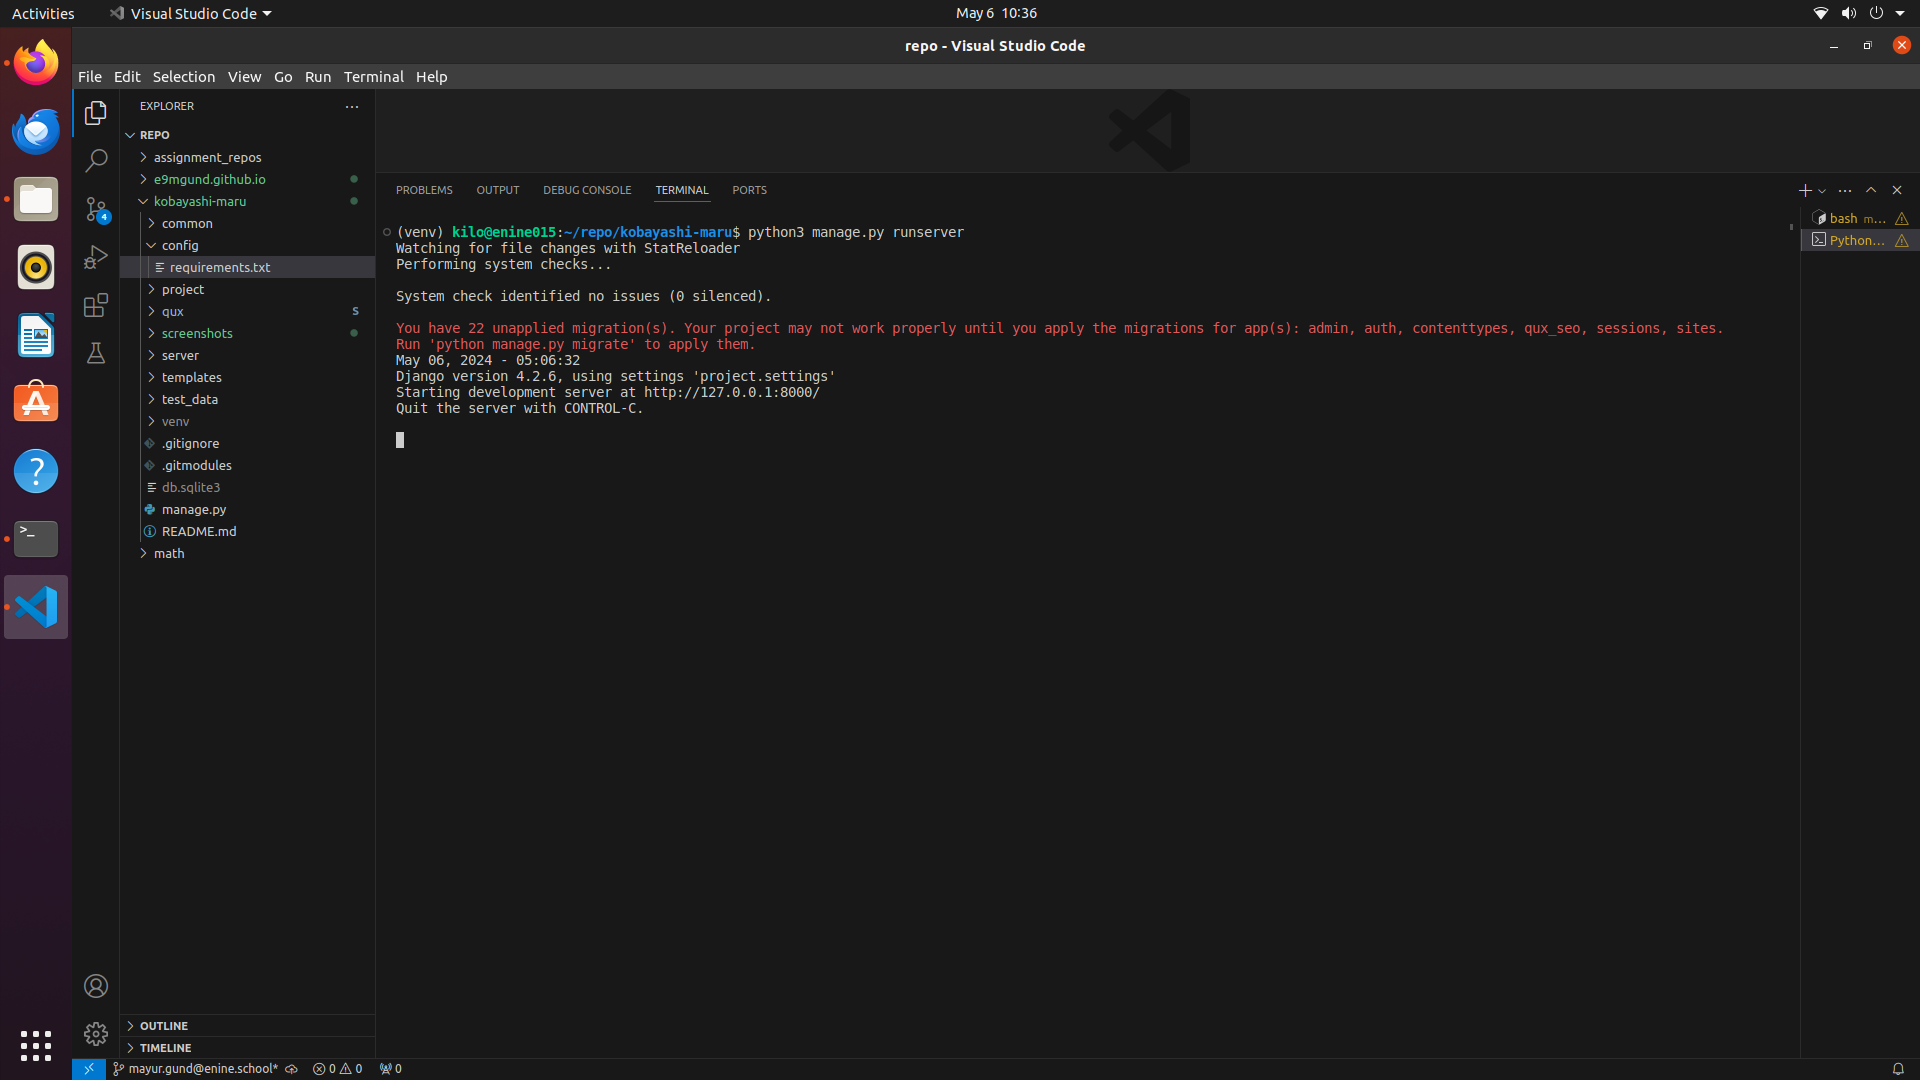 Activities
Visual Studio Code
May 6 10:36
repo - Visual Studio Code
File Edit Selection View Go Run Terminal Help
EXPLORER
REPO
assignment_repos
e9mgund.github.io
kobayashi-maru
common
config
requirements.txt
project
qux S
screenshots
server
templates
test_data
venv
.gitignore
.gitmodules
db.sqlite3
manage.py
README.md
math
OUTLINE
TIMELINE
4
PROBLEMS OUTPUT DEBUG CONSOLE TERMINAL PORTS
(venv) kilo@enine015:~/repo/kobayashi-maru$ python3 manage.py runserver
Watching for file changes with StatReloader
Performing system checks...
System check identified no issues (0 silenced).
You have 22 unapplied migration(s). Your project may not work properly until you apply the migrations for app(s): admin, auth, contenttypes, qux_seo, sessions, sites.
Run 'python manage.py migrate' to apply them.
May 06, 2024 - 05:06:32
Django version 4.2.6, using settings 'project.settings'
Starting development server at http://127.0.0.1:8000/
Quit the server with CONTROL-C.
bash m...
Python...
mayur.gund@enine.school* 0 0 0